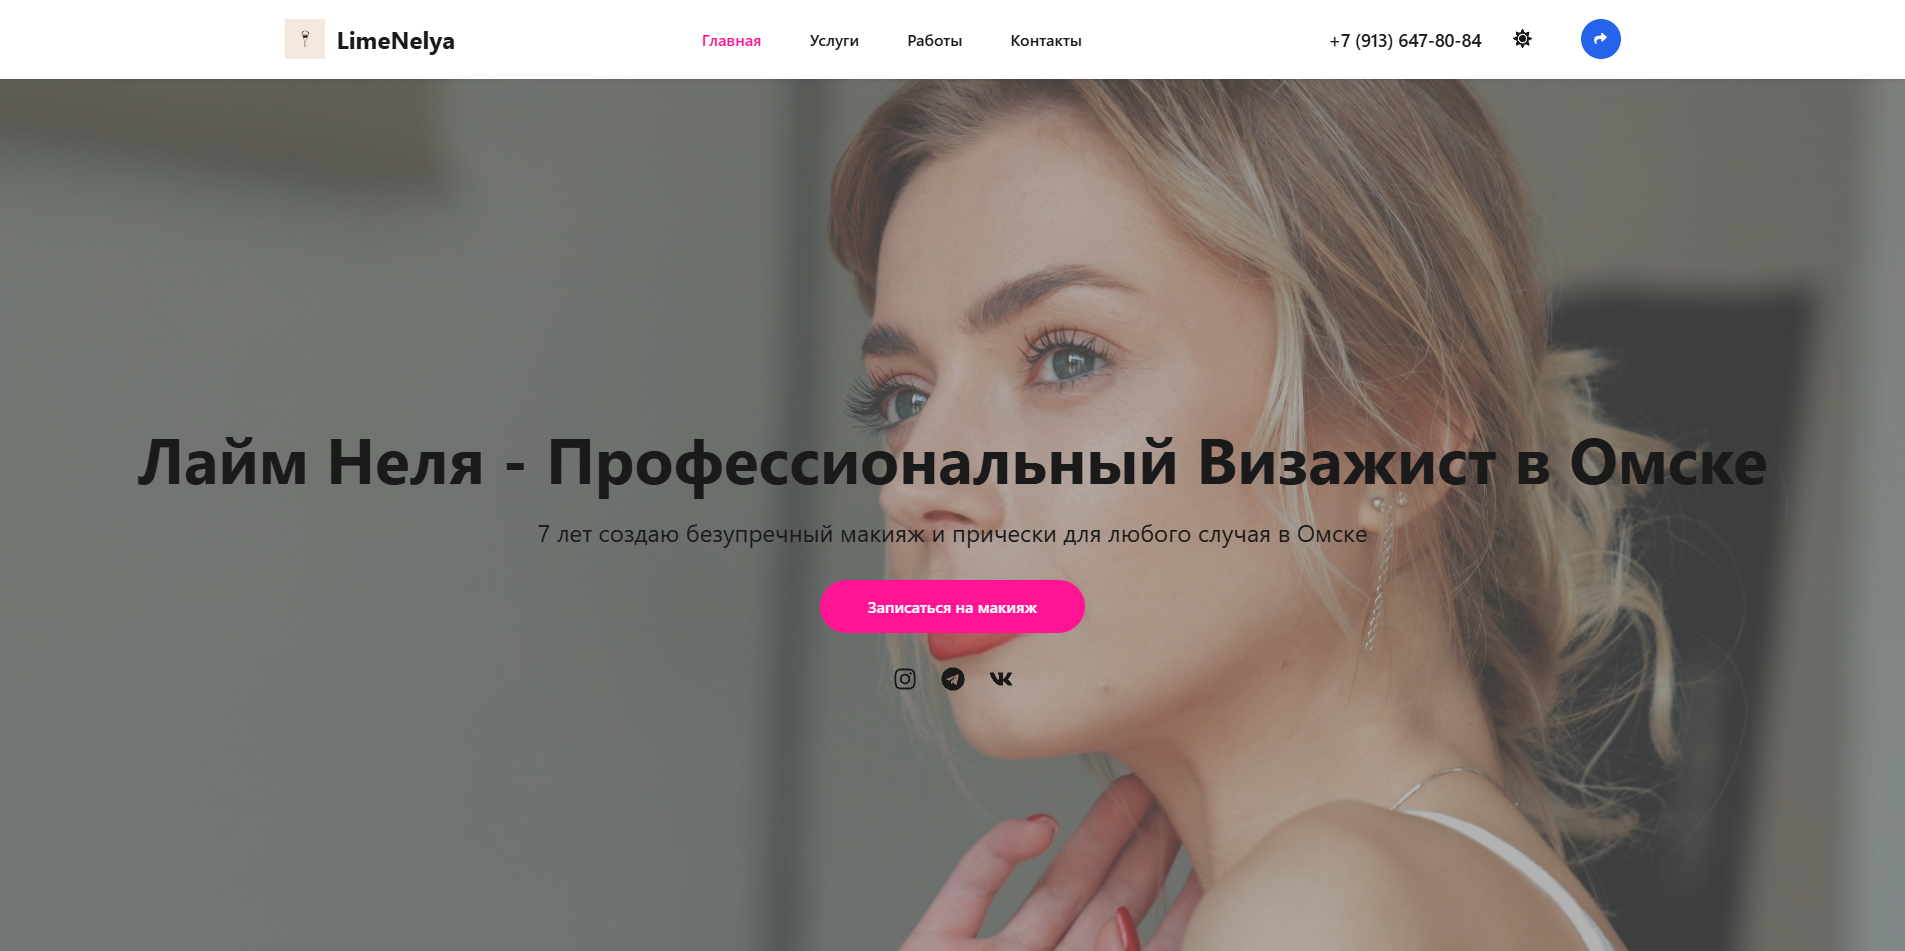 LimeNelya
Главная
Услуги
Работы
Контакты
+7 (913) 647-80-84
Лайм Неля - Профессиональный Визажист в Омске
7 лет создаю безупречный макияж и прически для любого случая в Омске
Записаться на макияж